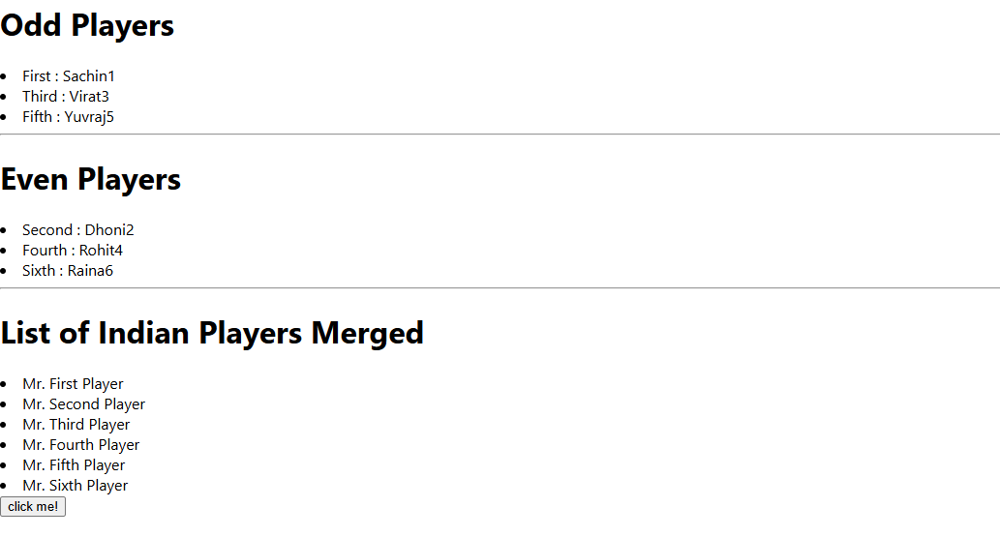 Odd Players
First : Sachin1
Third : Virat3
Fifth : Yuvraj5
Even Players
Second : Dhoni2
Fourth : Rohit4
Sixth : Raina6
List of Indian Players Merged
Mr. First Player
Mr. Second Player
Mr. Third Player
Mr. Fourth Player
Mr. Fifth Player
Mr. Sixth Player
click me!